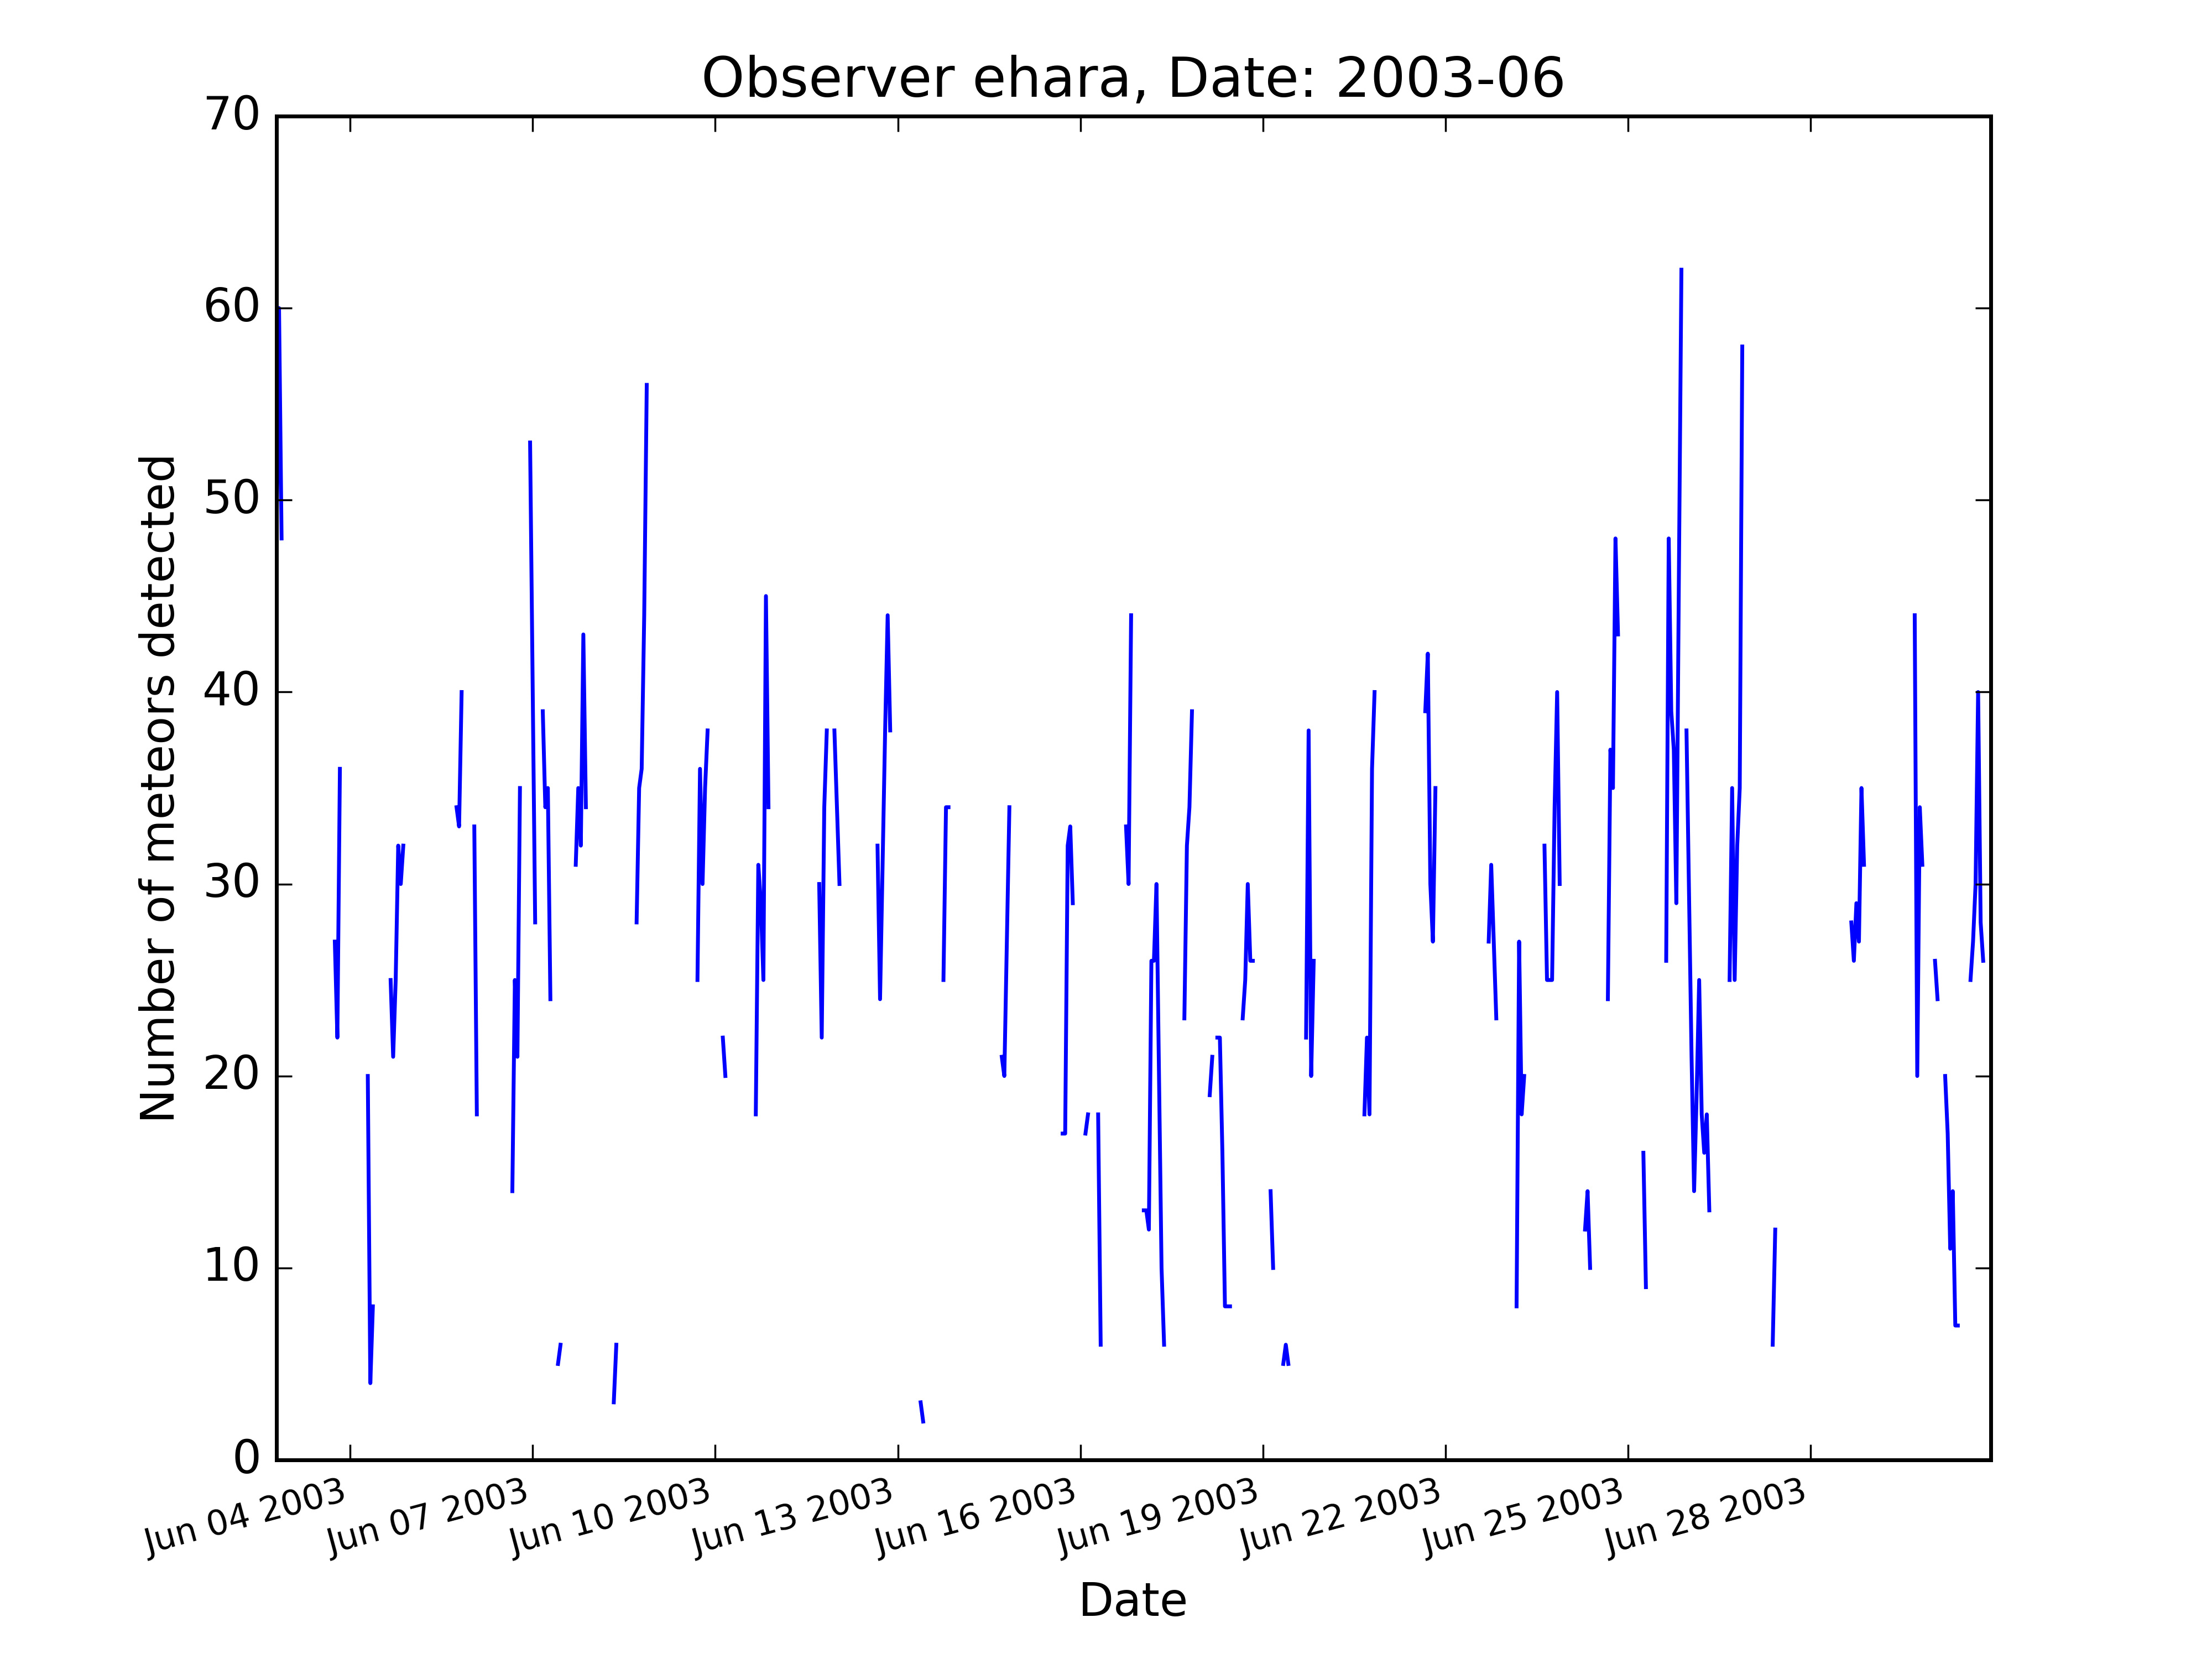 Observer ehara, Date: 2003-06
Number of meteors detected
70
60
50
40
30
20
10
0
Jun 04 2003
Jun 07 2003
Jun 10 2003
Jun 13 2003
Jun 16 2003
Jun 19 2003
Jun 22 2003
Jun 25 2003
Jun 28 2003
Date